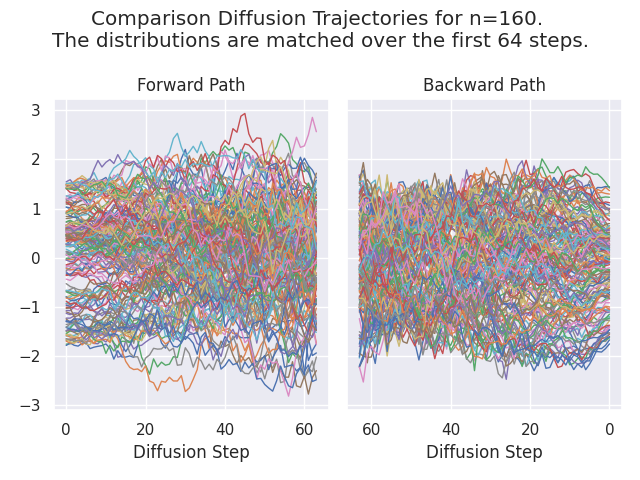 Comparison Diffusion Trajectories for n=160.
The distributions are matched over the first 64 steps.
Forward Path
Backward Path
3
2
1
0
−1
−2
−3
0 20 40 60
60 40 20 0
Diffusion Step
Diffusion Step